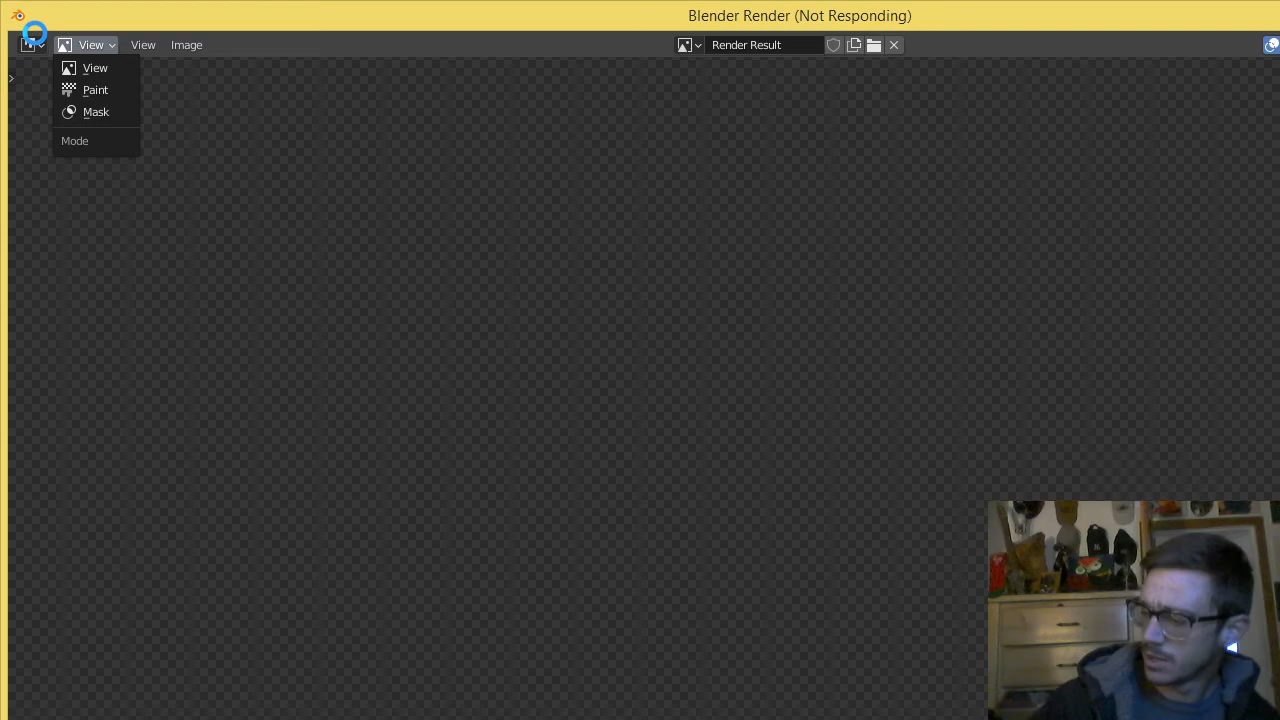 Blender Render (Not Responding)
View View Image Render Result
View
Paint
Mask
Mode